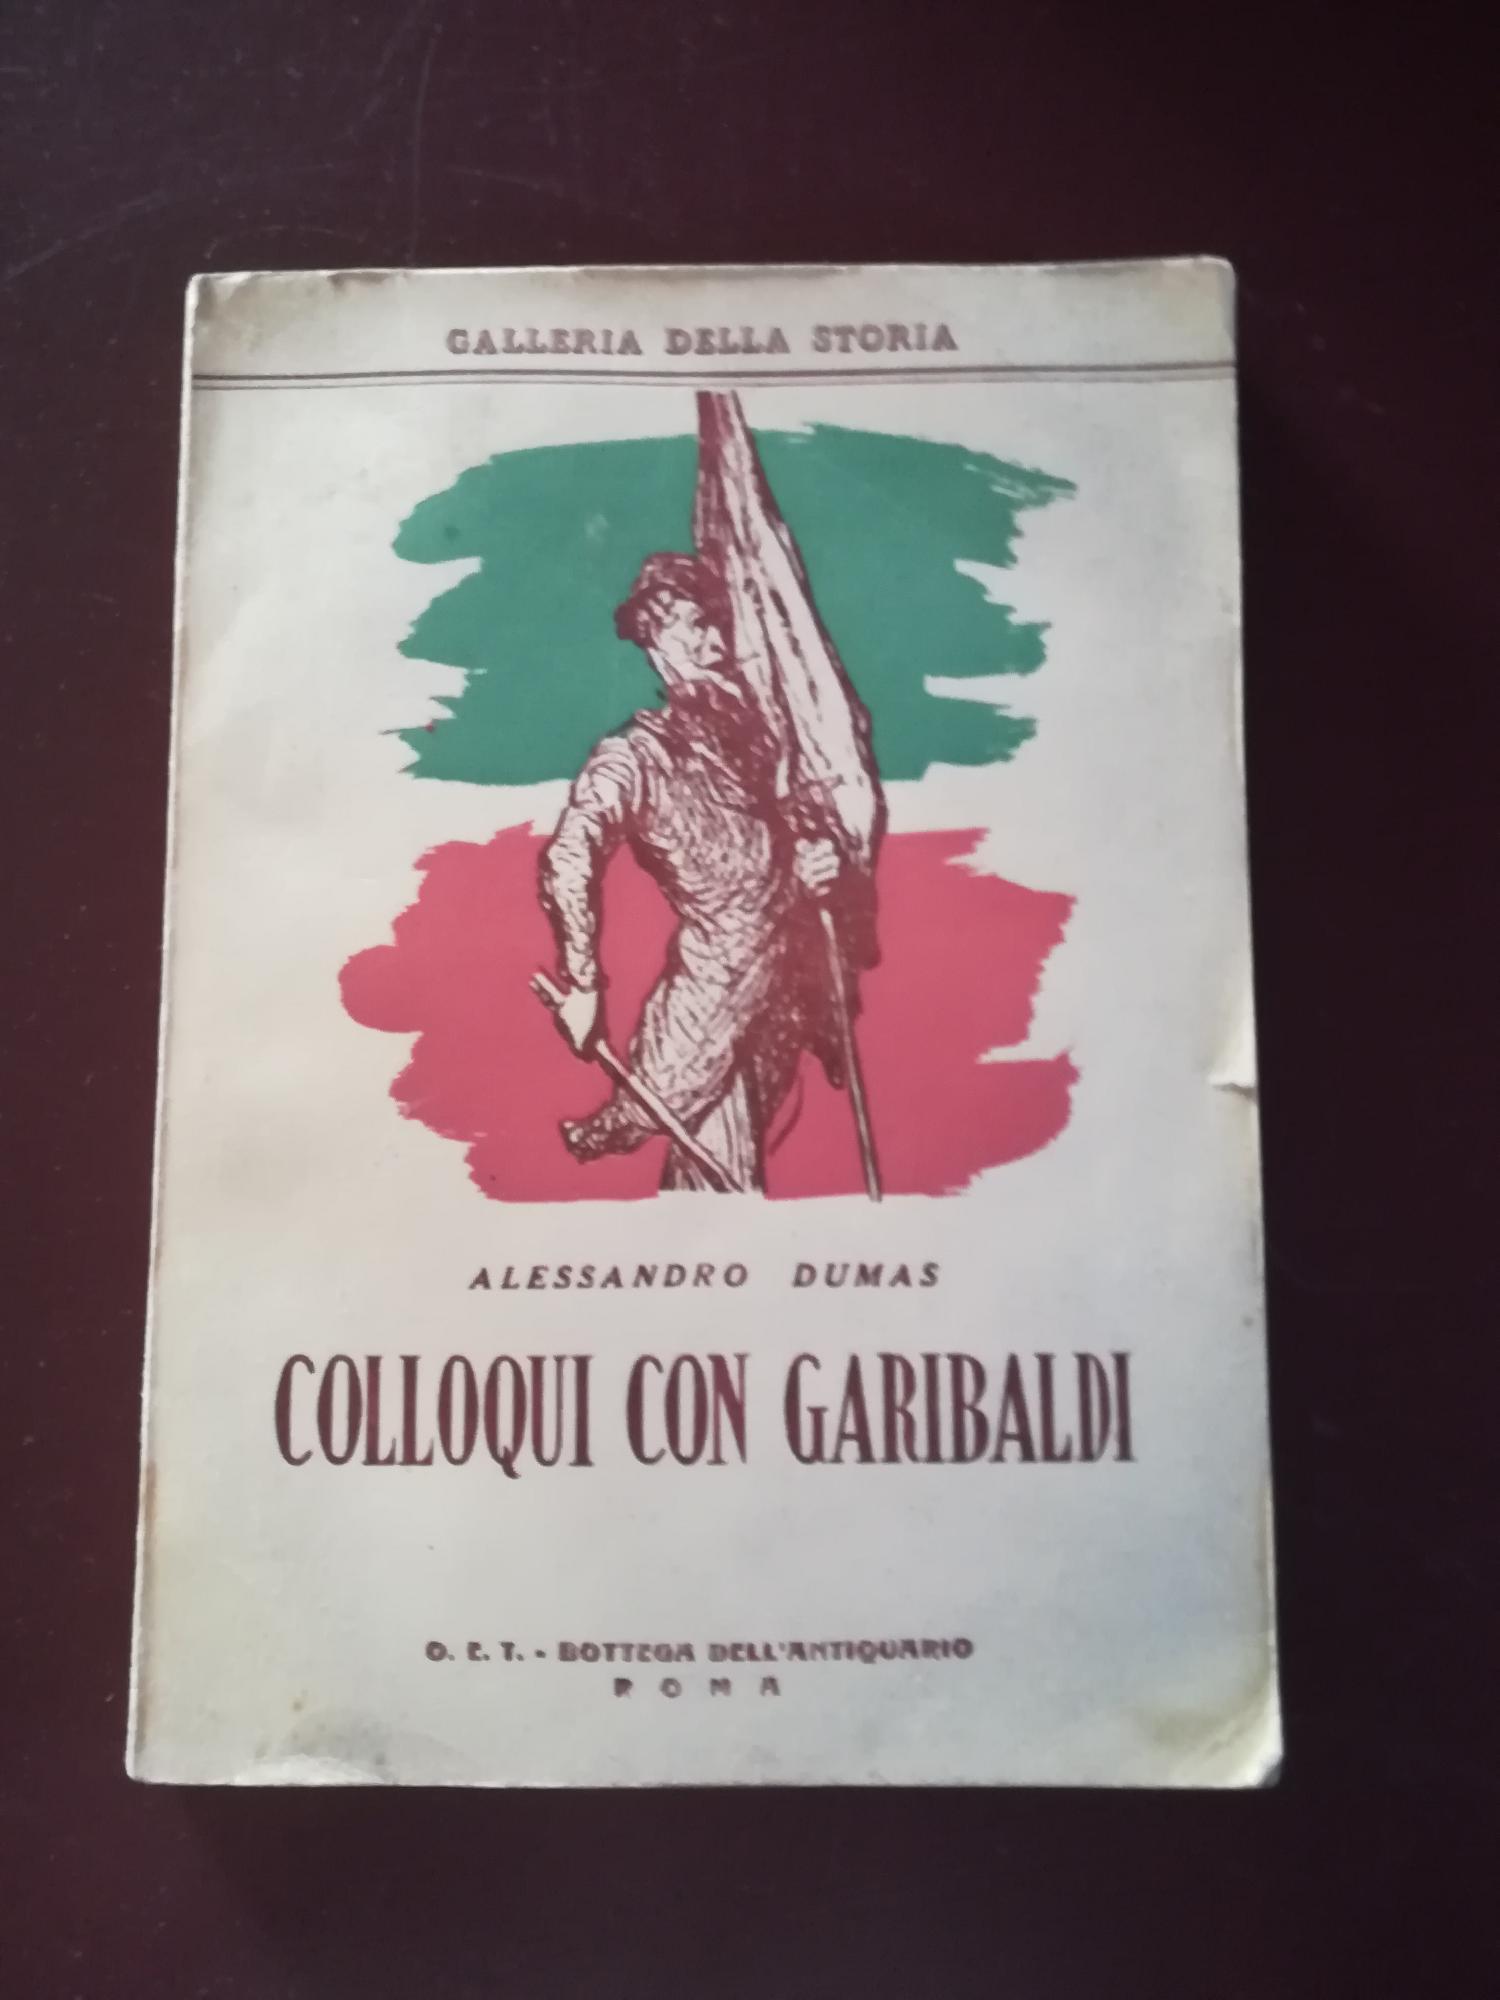 GALLERIA DELLA STORIA
ALESSANDRO DUMAS
COLLOQUI CON GARIBALDI
O. E. T. - BOTTEGA DELL'ANTIQUARIO
ROMA